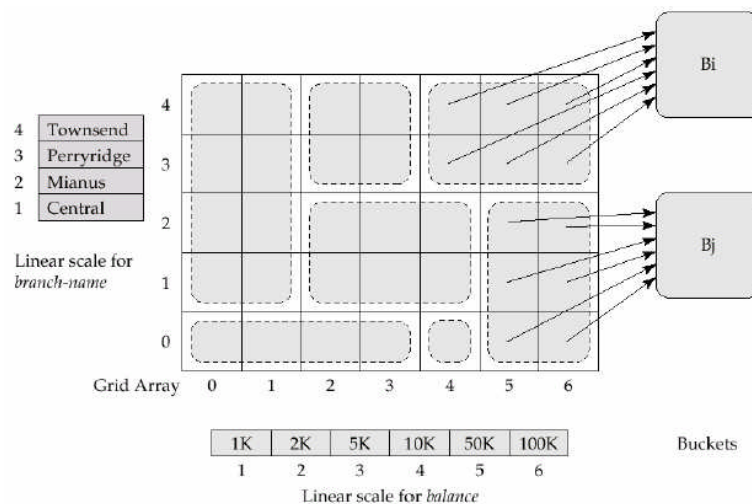 Bi
4
4 Townsend
3 Perryridge
2 Mianus
1 Central
3
2
Linear scale for
branch-name
Bj
1
0
Grid Array 0 1 2 3 4 5 6
1K 2K 5K 10K 50K 100K
Buckets
1 2 3 4 5 6
Linear scale for balance